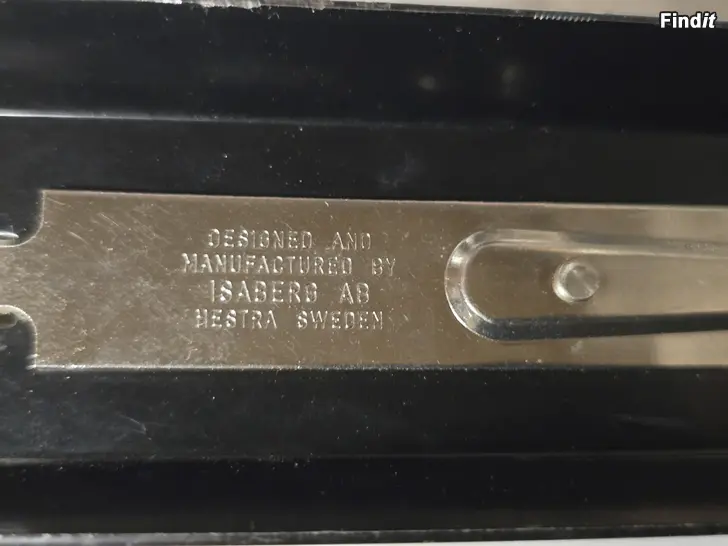 Findit
DESIGNED AND
MANUFACTURED BY
ISABERG AB
HESTRA SWEDEN